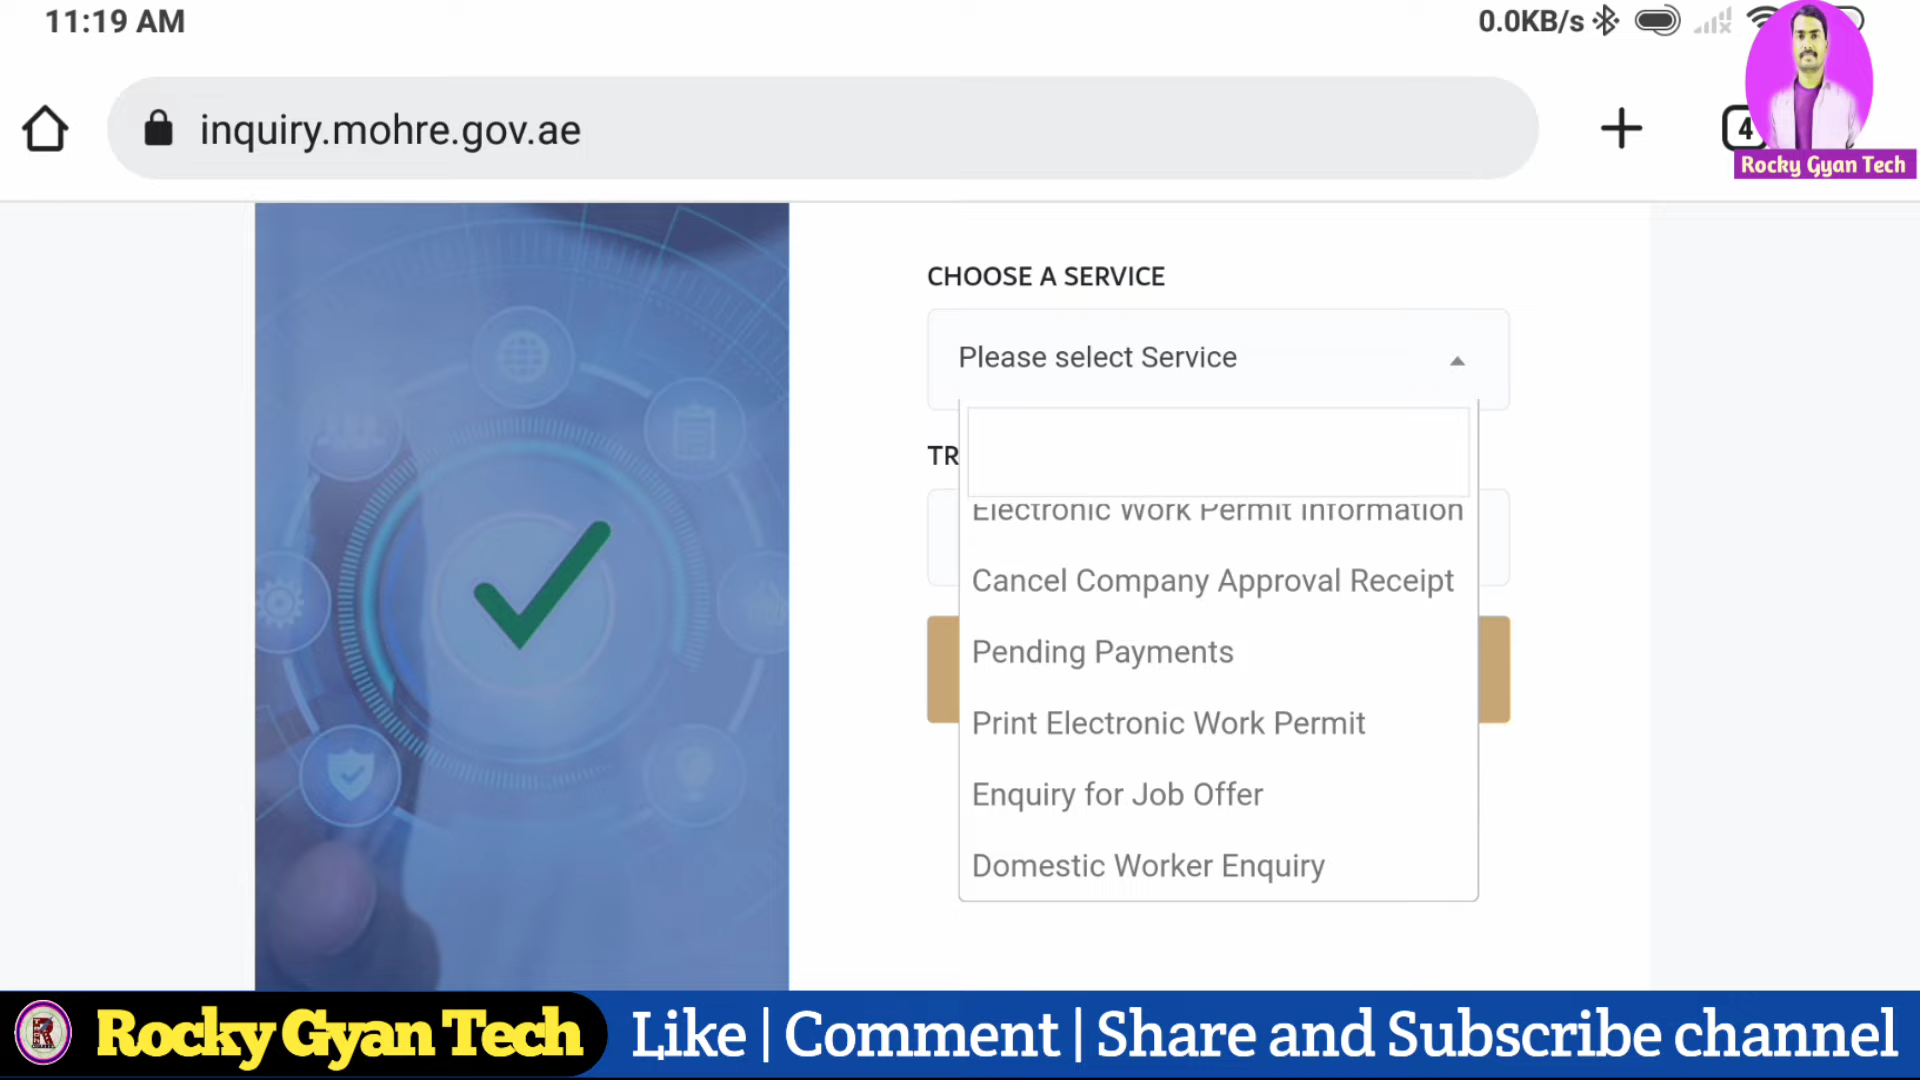 11:19 AM
0.0KB/s
inquiry.mohre.gov.ae
4
Rocky Gyan Tech
CHOOSE A SERVICE
Please select Service
TR
Electronic Work Permit Information
Cancel Company Approval Receipt
Pending Payments
Print Electronic Work Permit
Enquiry for Job Offer
Domestic Worker Enquiry
R
Rocky Gyan Tech
Like | Comment | Share and Subscribe channel